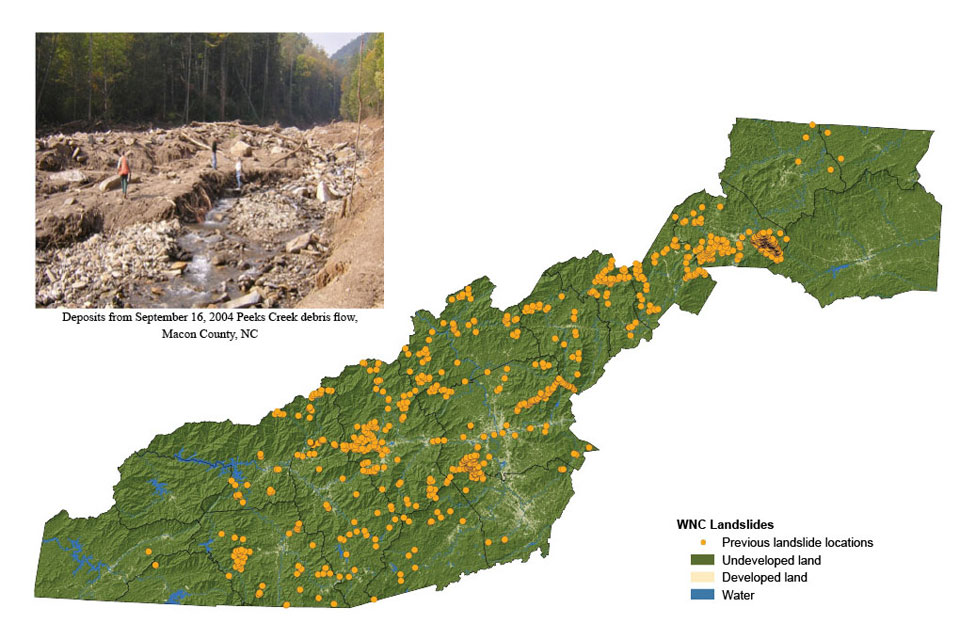 Deposits from September 16, 2004 Peeks Creek debris flow,
Macon County, NC
WNC Landslides
Previous landslide locations
Undeveloped land
Developed land
Water